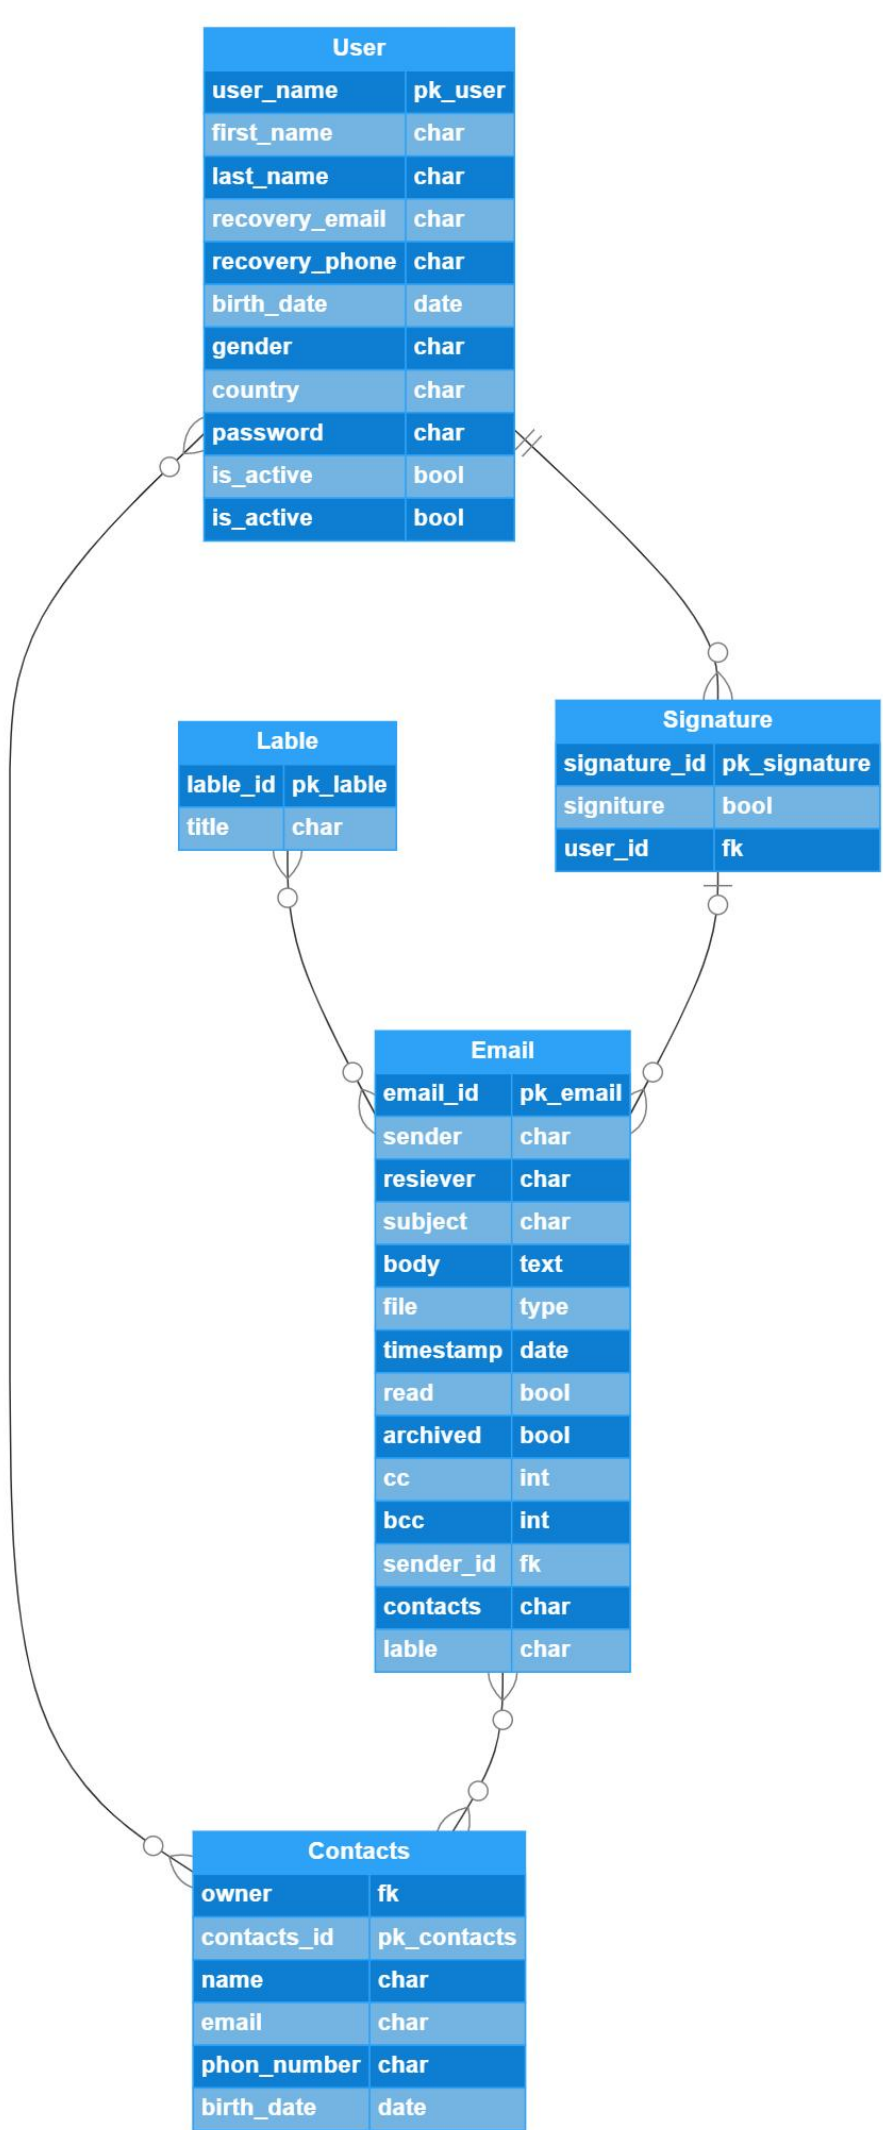 User
user_name pk_user
first_name char
last_name char
recovery_email char
recovery_phone char
birth_date date
gender char
country char
password char
is_active bool
is_active bool
Lable
lable_id pk_lable
title char
Signature
signature_id pk_signature
signiture bool
user_id fk
Email
email_id pk_email
sender char
resiever char
subject char
body text
file type
timestamp date
read bool
archived bool
cc int
bcc int
sender_id fk
contacts char
lable char
Contacts
owner fk
contacts_id pk_contacts
name char
email char
phon_number char
birth_date date